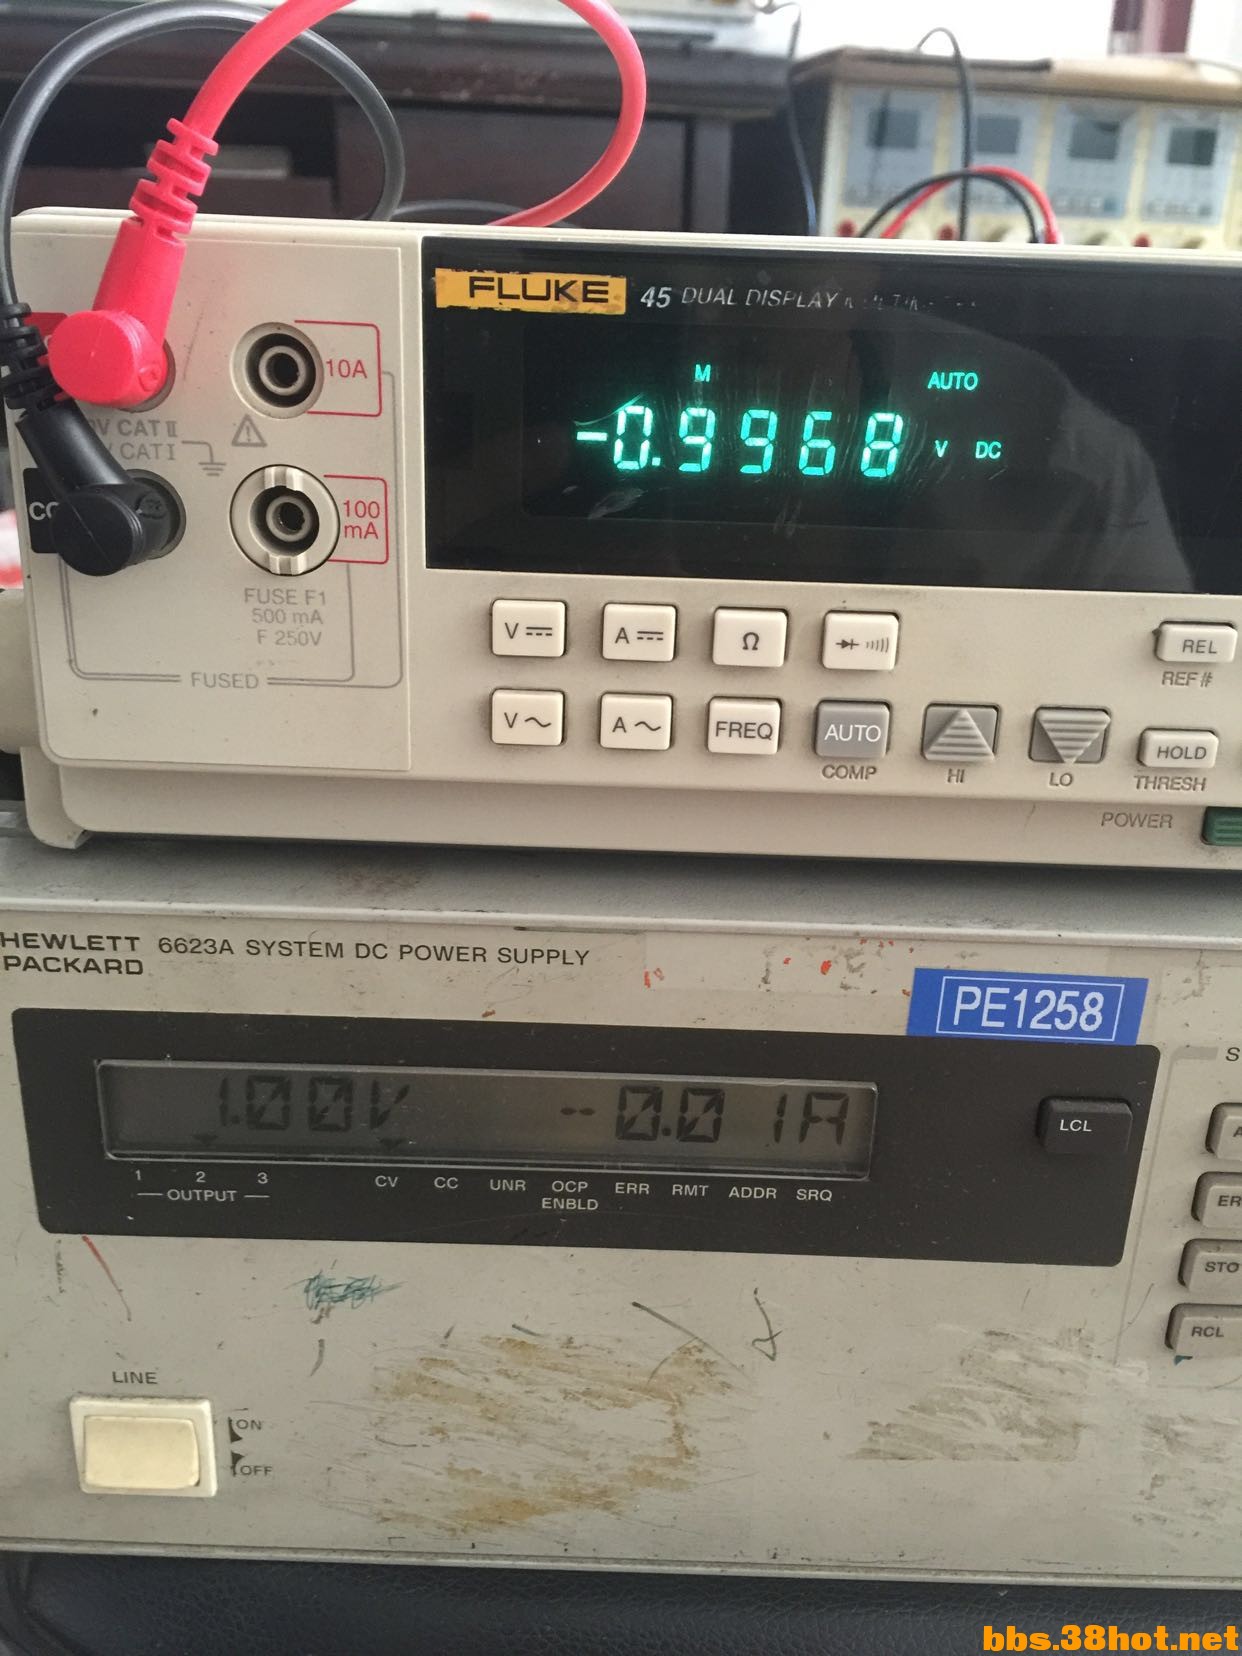 FLUKE 45 DUAL DISPLAY
M AUTO
-0.9968 V DC
10A
V CAT II
V CAT I
100
mA
FUSE F1
500 mA
F 250V
FUSED
V A Ω REL
REF #
V A FREQ AUTO HOLD
COMP HI LO THRESH
POWER
HEWLETT
PACKARD
6623A SYSTEM DC POWER SUPPLY
PE1258
1.00V -0.01A
LCL
1 2 3
OUTPUT
CV CC UNR OCP ENBLD ERR RMT ADDR SRQ
STO
RCL
LINE
ON
OFF
bbs.38hot.net